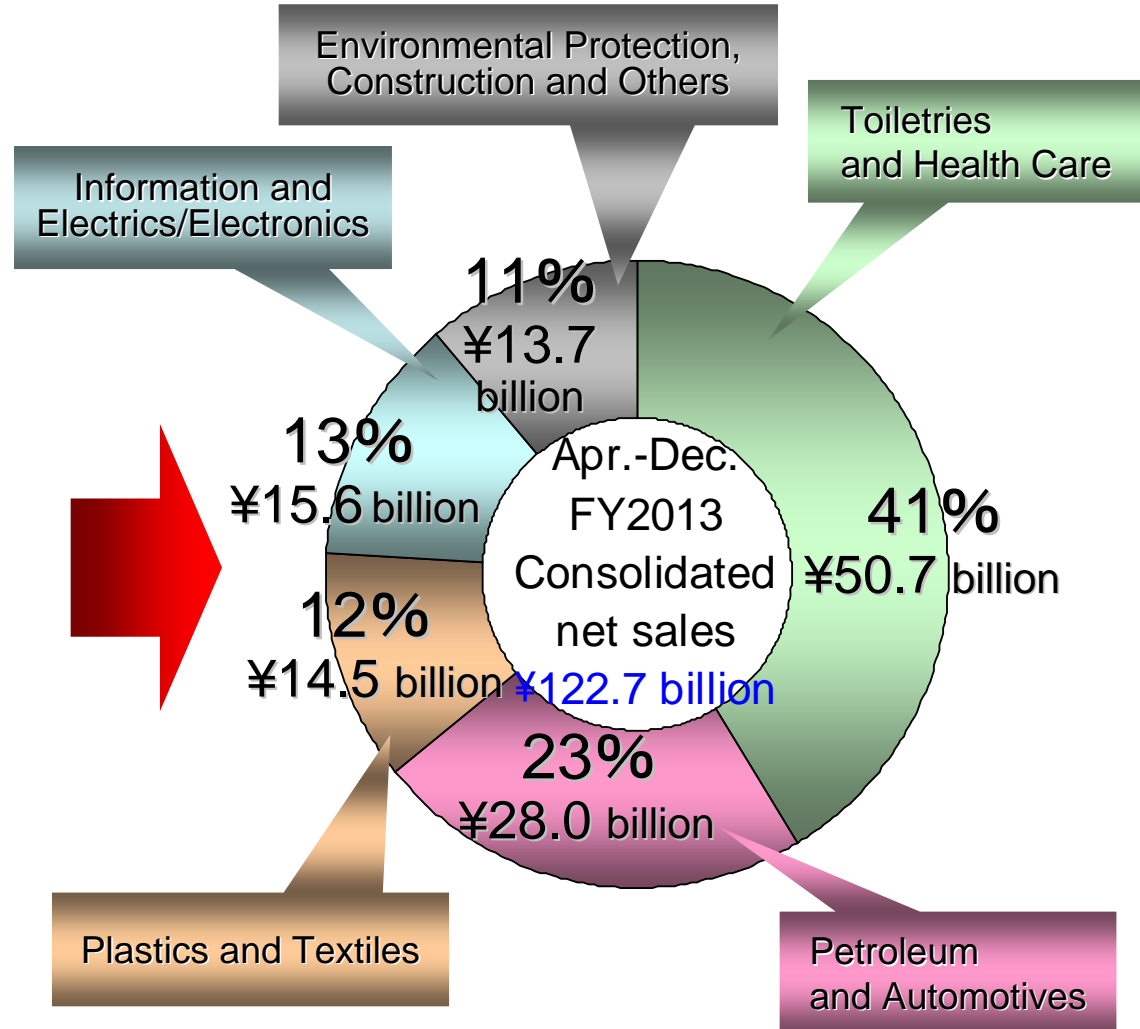 Environmental Protection,
Construction and Others
Toiletries
and Health Care
Information and
Electrics/Electronics
11%
¥13.7
billion
13%
¥15.6 billion
Apr.-Dec.
FY2013
Consolidated
net sales
¥122.7 billion
41%
¥50.7 billion
12%
¥14.5 billion
23%
¥28.0 billion
Plastics and Textiles
Petroleum
and Automotives